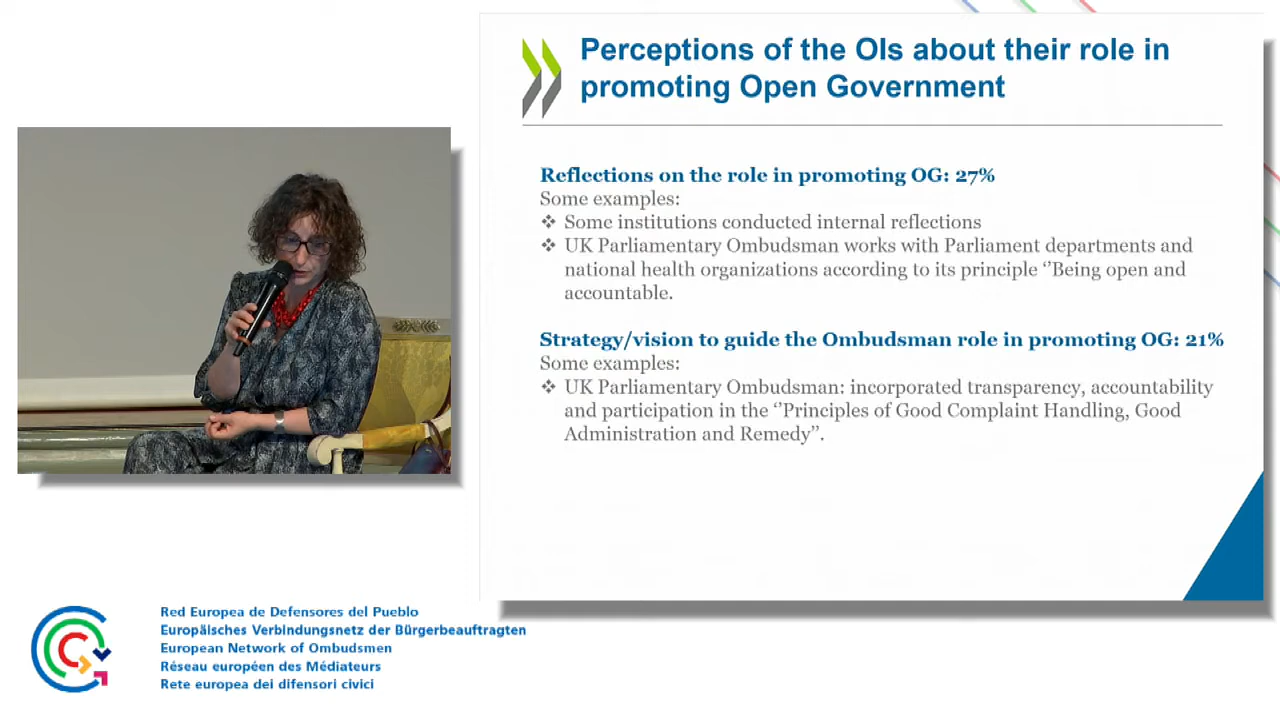 Perceptions of the OIs about their role in
promoting Open Government
Reflections on the role in promoting OG: 27%
Some examples:
❖ Some institutions conducted internal reflections
❖ UK Parliamentary Ombudsman works with Parliament departments and
national health organizations according to its principle ‘’Being open and
accountable.
Strategy/vision to guide the Ombudsman role in promoting OG: 21%
Some examples:
❖ UK Parliamentary Ombudsman: incorporated transparency, accountability
and participation in the ‘’Principles of Good Complaint Handling, Good
Administration and Remedy’’.
Red Europea de Defensores del Pueblo
Europäisches Verbindungsnetz der Bürgerbeauftragten
European Network of Ombudsmen
Réseau européen des Médiateurs
Rete europea dei difensori civici